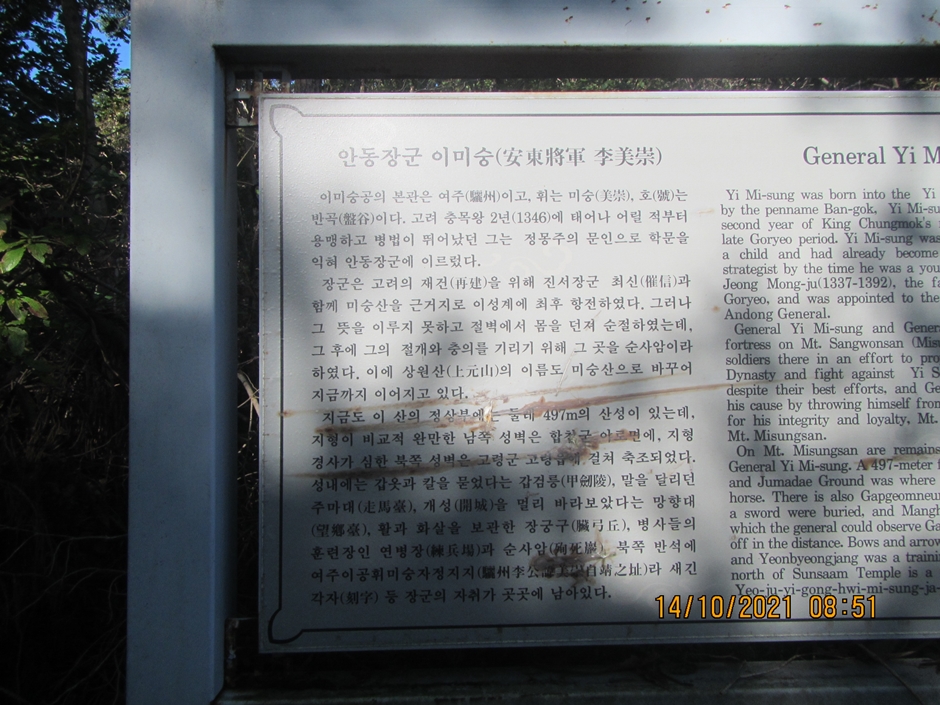 안동장군 이미숭(安東將軍 李美崇)
이미숭공의 본관은 여주(驪州)이고, 휘는 미숭(美崇), 호(號)는
반곡(盤谷)이다. 고려 충목왕 2년(1346)에 태어나 어릴 적부터
용맹하고 병법이 뛰어났던 그는 정몽주의 문인으로 학문을
익혀 안동장군에 이르렀다.
장군은 고려의 재건(再建)을 위해 진서장군 최신(崔信)과
함께 미숭산을 근거지로 이성계에 최후 항전하였다. 그러나
그 뜻을 이루지 못하고 절벽에서 몸을 던져 순절하였는데,
그 후에 그의 절개와 충의를 기리기 위해 그 곳을 순사암이라
하였다. 이에 상원산(上元山)의 이름도 미숭산으로 바꾸어
지금까지 이어지고 있다.
지금도 이 산의 정상부에는 둘레 497m의 산성이 있는데,
지형이 비교적 완만한 남쪽 성벽은 합천군 야로면에, 지형
경사가 심한 북쪽 성벽은 고령군 걸쳐 축조되었다.
성내에는 갑옷과 칼을 묻었다는 갑검릉(甲劒陵), 말을 달리던
주마대(走馬臺), 개성(開城)을 멀리 바라보았다는 망향대
(望鄕臺), 활과 화살을 보관한 장궁구(臟弓丘), 병사들의
훈련장인 연병장(練兵場)과 순사암(殉死巖), 북쪽 반석에
여주이공휘미숭자정지지(驪州李公諱美崇自靖之址)라 새긴
각자(刻字) 등 장군의 자취가 곳곳에 남아있다.
General Yi M
Yi Mi-sung was born into the Yi
by the penname Ban-gok. Yi Mi-su
second year of King Chungmok's
late Goryeo period. Yi Mi-sung was
a child and had already become
strategist by the time he was a you
Jeong Mong-ju(1337-1392), the fa
Goryeo, and was appointed to the
Andong General.
General Yi Mi-sung and Gener
fortress on Mt. Sangwonsan (Misu
soldiers there in an effort to pro
Dynasty and fight against Yi S
despite their best efforts, and Ge
his cause by throwing himself from
for his integrity and loyalty, Mt.
Mt. Misungsan.
On Mt. Misungsan are remains
General Yi Mi-sung. A 497-meter f
and Jumadae Ground was where
horse. There is also Gapgeomneu
a sword were buried, and Mangh
which the general could observe Ga
off in the distance. Bows and arrow
and Yeonbyeongjang was a traini
north of Sunsaam Temple is a
Yeo-ju-yi-gong-hwi-mi-sung-ja-
14/10/2021 08:51